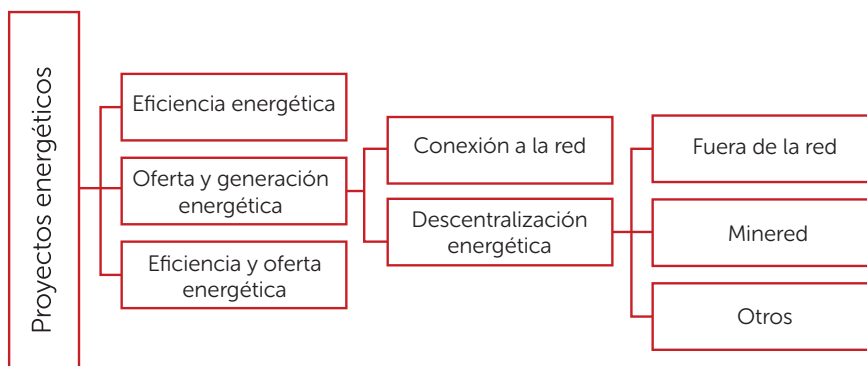 Proyectos energéticos
Eficiencia energética
Oferta y generación
energética
Eficiencia y oferta
energética
Conexión a la red
Descentralización
energética
Fuera de la red
Minered
Otros